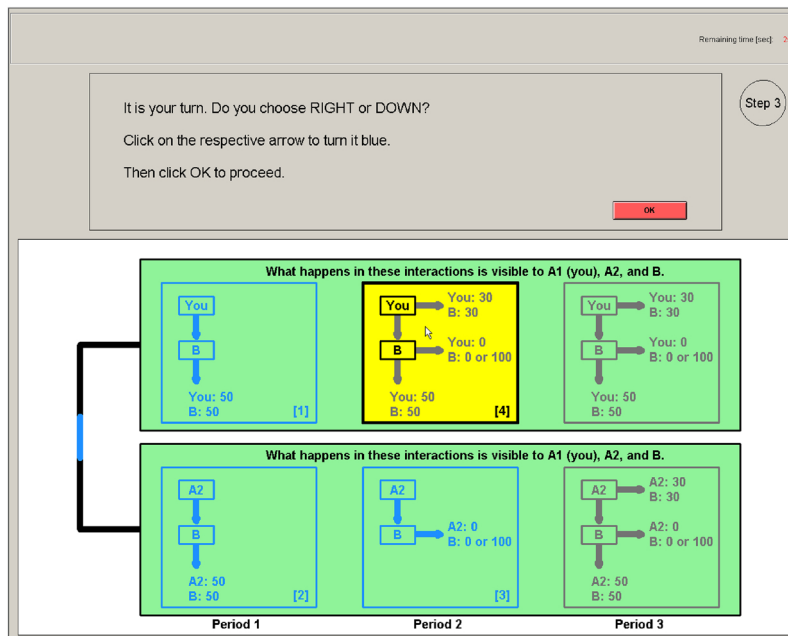 Remaining time [sec]: 2
It is your turn. Do you choose RIGHT or DOWN?
Step 3
Click on the respective arrow to turn it blue.
Then click OK to proceed.
OK
What happens in these interactions is visible to A1 (you), A2, and B.
You
B
You: 50
B: 50
[1]
You
You: 30
B: 30
B
You: 0
B: 0 or 100
You: 50
B: 50
[4]
You
You: 30
B: 30
B
You: 0
B: 0 or 100
You: 50
B: 50
What happens in these interactions is visible to A1 (you), A2, and B.
A2
B
A2: 50
B: 50
[2]
A2
B
A2: 0
B: 0 or 100
[3]
A2
A2: 30
B: 30
B
A2: 0
B: 0 or 100
A2: 50
B: 50
Period 1
Period 2
Period 3